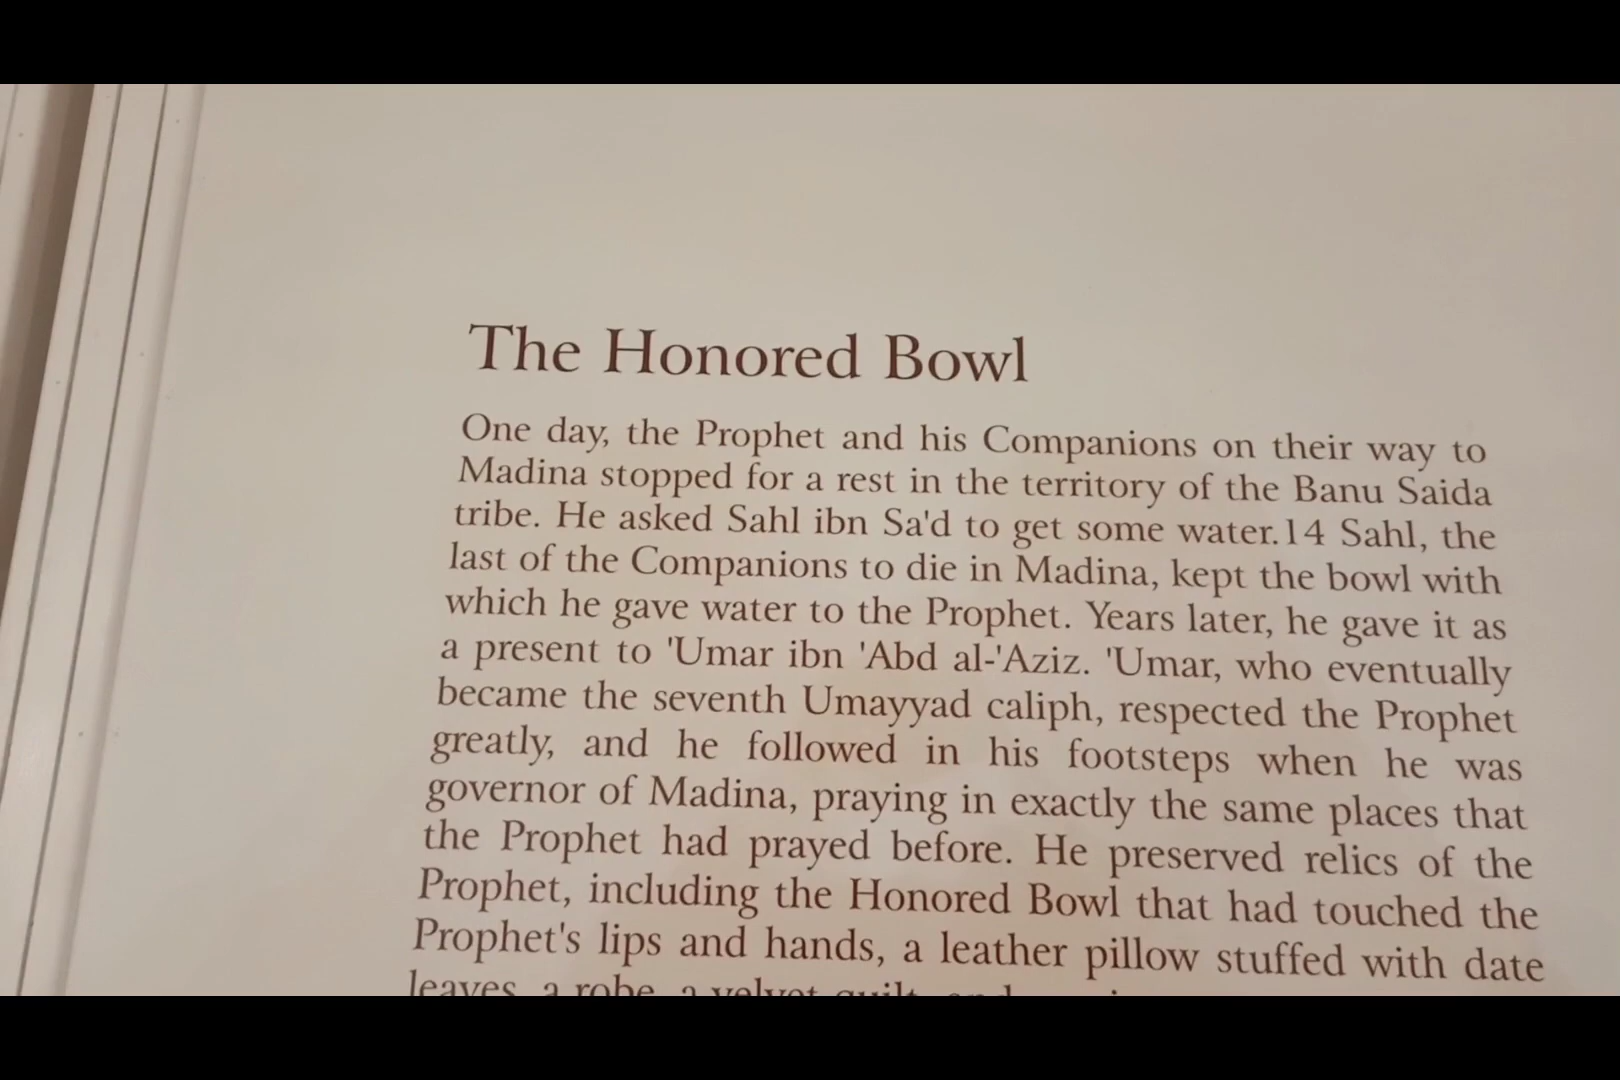 The Honored Bowl
One day, the Prophet and his Companions on their way to
Madina stopped for a rest in the territory of the Banu Saida
tribe. He asked Sahl ibn Sa'd to get some water.14 Sahl, the
last of the Companions to die in Madina, kept the bowl with
which he gave water to the Prophet. Years later, he gave it as
a present to 'Umar ibn 'Abd al-'Aziz. 'Umar, who eventually
became the seventh Umayyad caliph, respected the Prophet
greatly, and he followed in his footsteps when he was
governor of Madina, praying in exactly the same places that
the Prophet had prayed before. He preserved relics of the
Prophet, including the Honored Bowl that had touched the
Prophet's lips and hands, a leather pillow stuffed with date
leaves, a robe, a velvet quilt, and